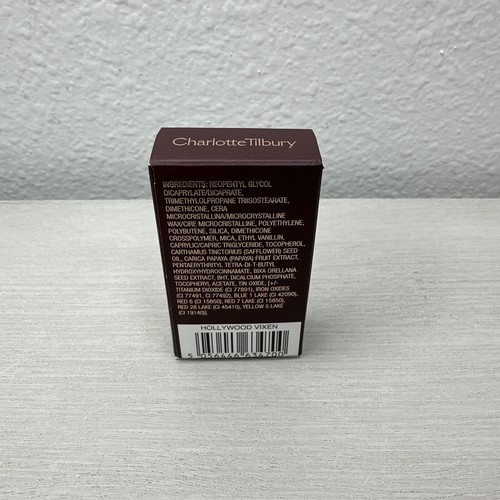 CharlotteTilbury
INGREDIENTS: NEOPENTYL GLYCOL
DICAPRYLATE/DICAPRATE,
TRIMETHYLOLPROPANE TRIISOSTEARATE,
DIMETHICONE, CERA
MICROCRISTALLINA/MICROCRYSTALLINE
WAX/CIRE MICROCRISTALLINE, POLYETHYLENE,
POLYBUTENE, SILICA, DIMETHICONE
CROSSPOLYMER, MICA, ETHYL VANILLIN,
CAPRYLIC/CAPRIC TRIGLYCERIDE, TOCOPHEROL,
CARTHAMUS TINCTORIUS (SAFFLOWER) SEED
OIL, CARICA PAPAYA (PAPAYA) FRUIT EXTRACT,
PENTAERYTHRITYL TETRA-DI-T-BUTYL
HYDROXYHYDROCINNAMATE, BIXA ORELLANA
SEED EXTRACT, BHT, DICALCIUM PHOSPHATE,
TOCOPHERYL ACETATE, TIN OXIDE, [+/-
TITANIUM DIOXIDE (CI 77891), IRON OXIDES
(CI 77491, CI 77492), BLUE 1 LAKE (CI 42090),
RED 6 (CI 15850), RED 7 LAKE (CI 15850),
RED 28 LAKE (CI 45410), YELLOW 5 LAKE
(CI 19140)].
HOLLYWOOD VIXEN